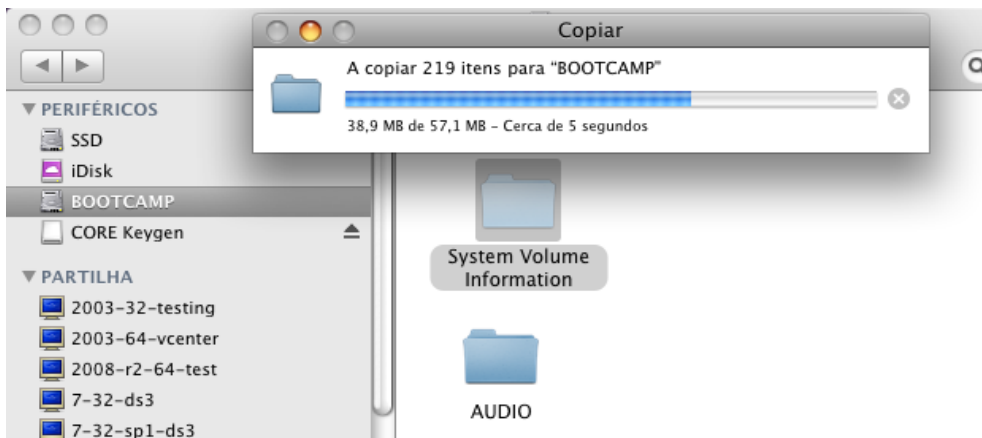 Copiar
A copiar 219 itens para “BOOTCAMP”
38,9 MB de 57,1 MB – Cerca de 5 segundos
PERIFÉRICOS
SSD
iDisk
BOOTCAMP
CORE Keygen
PARTILHA
2003-32-testing
2003-64-vcenter
2008-r2-64-test
7-32-ds3
7-32-sp1-ds3
System Volume
Information
AUDIO